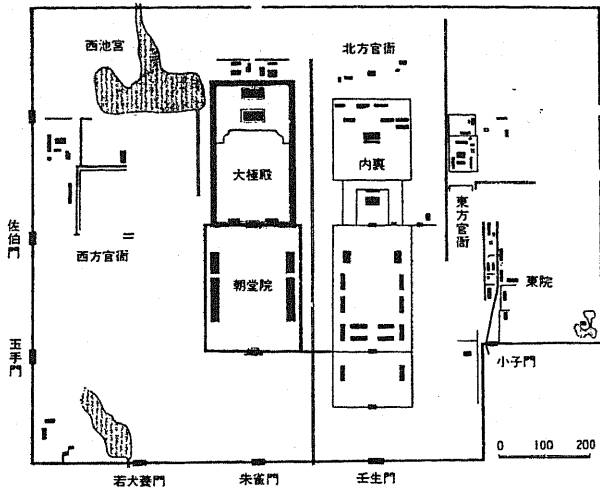 西池宮
北方官衙
大極殿
内裏
東方官衙
佐伯門
西方官衙
朝堂院
東院
玉手門
小子門
0 100 200
若犬養門
朱雀門
壬生門